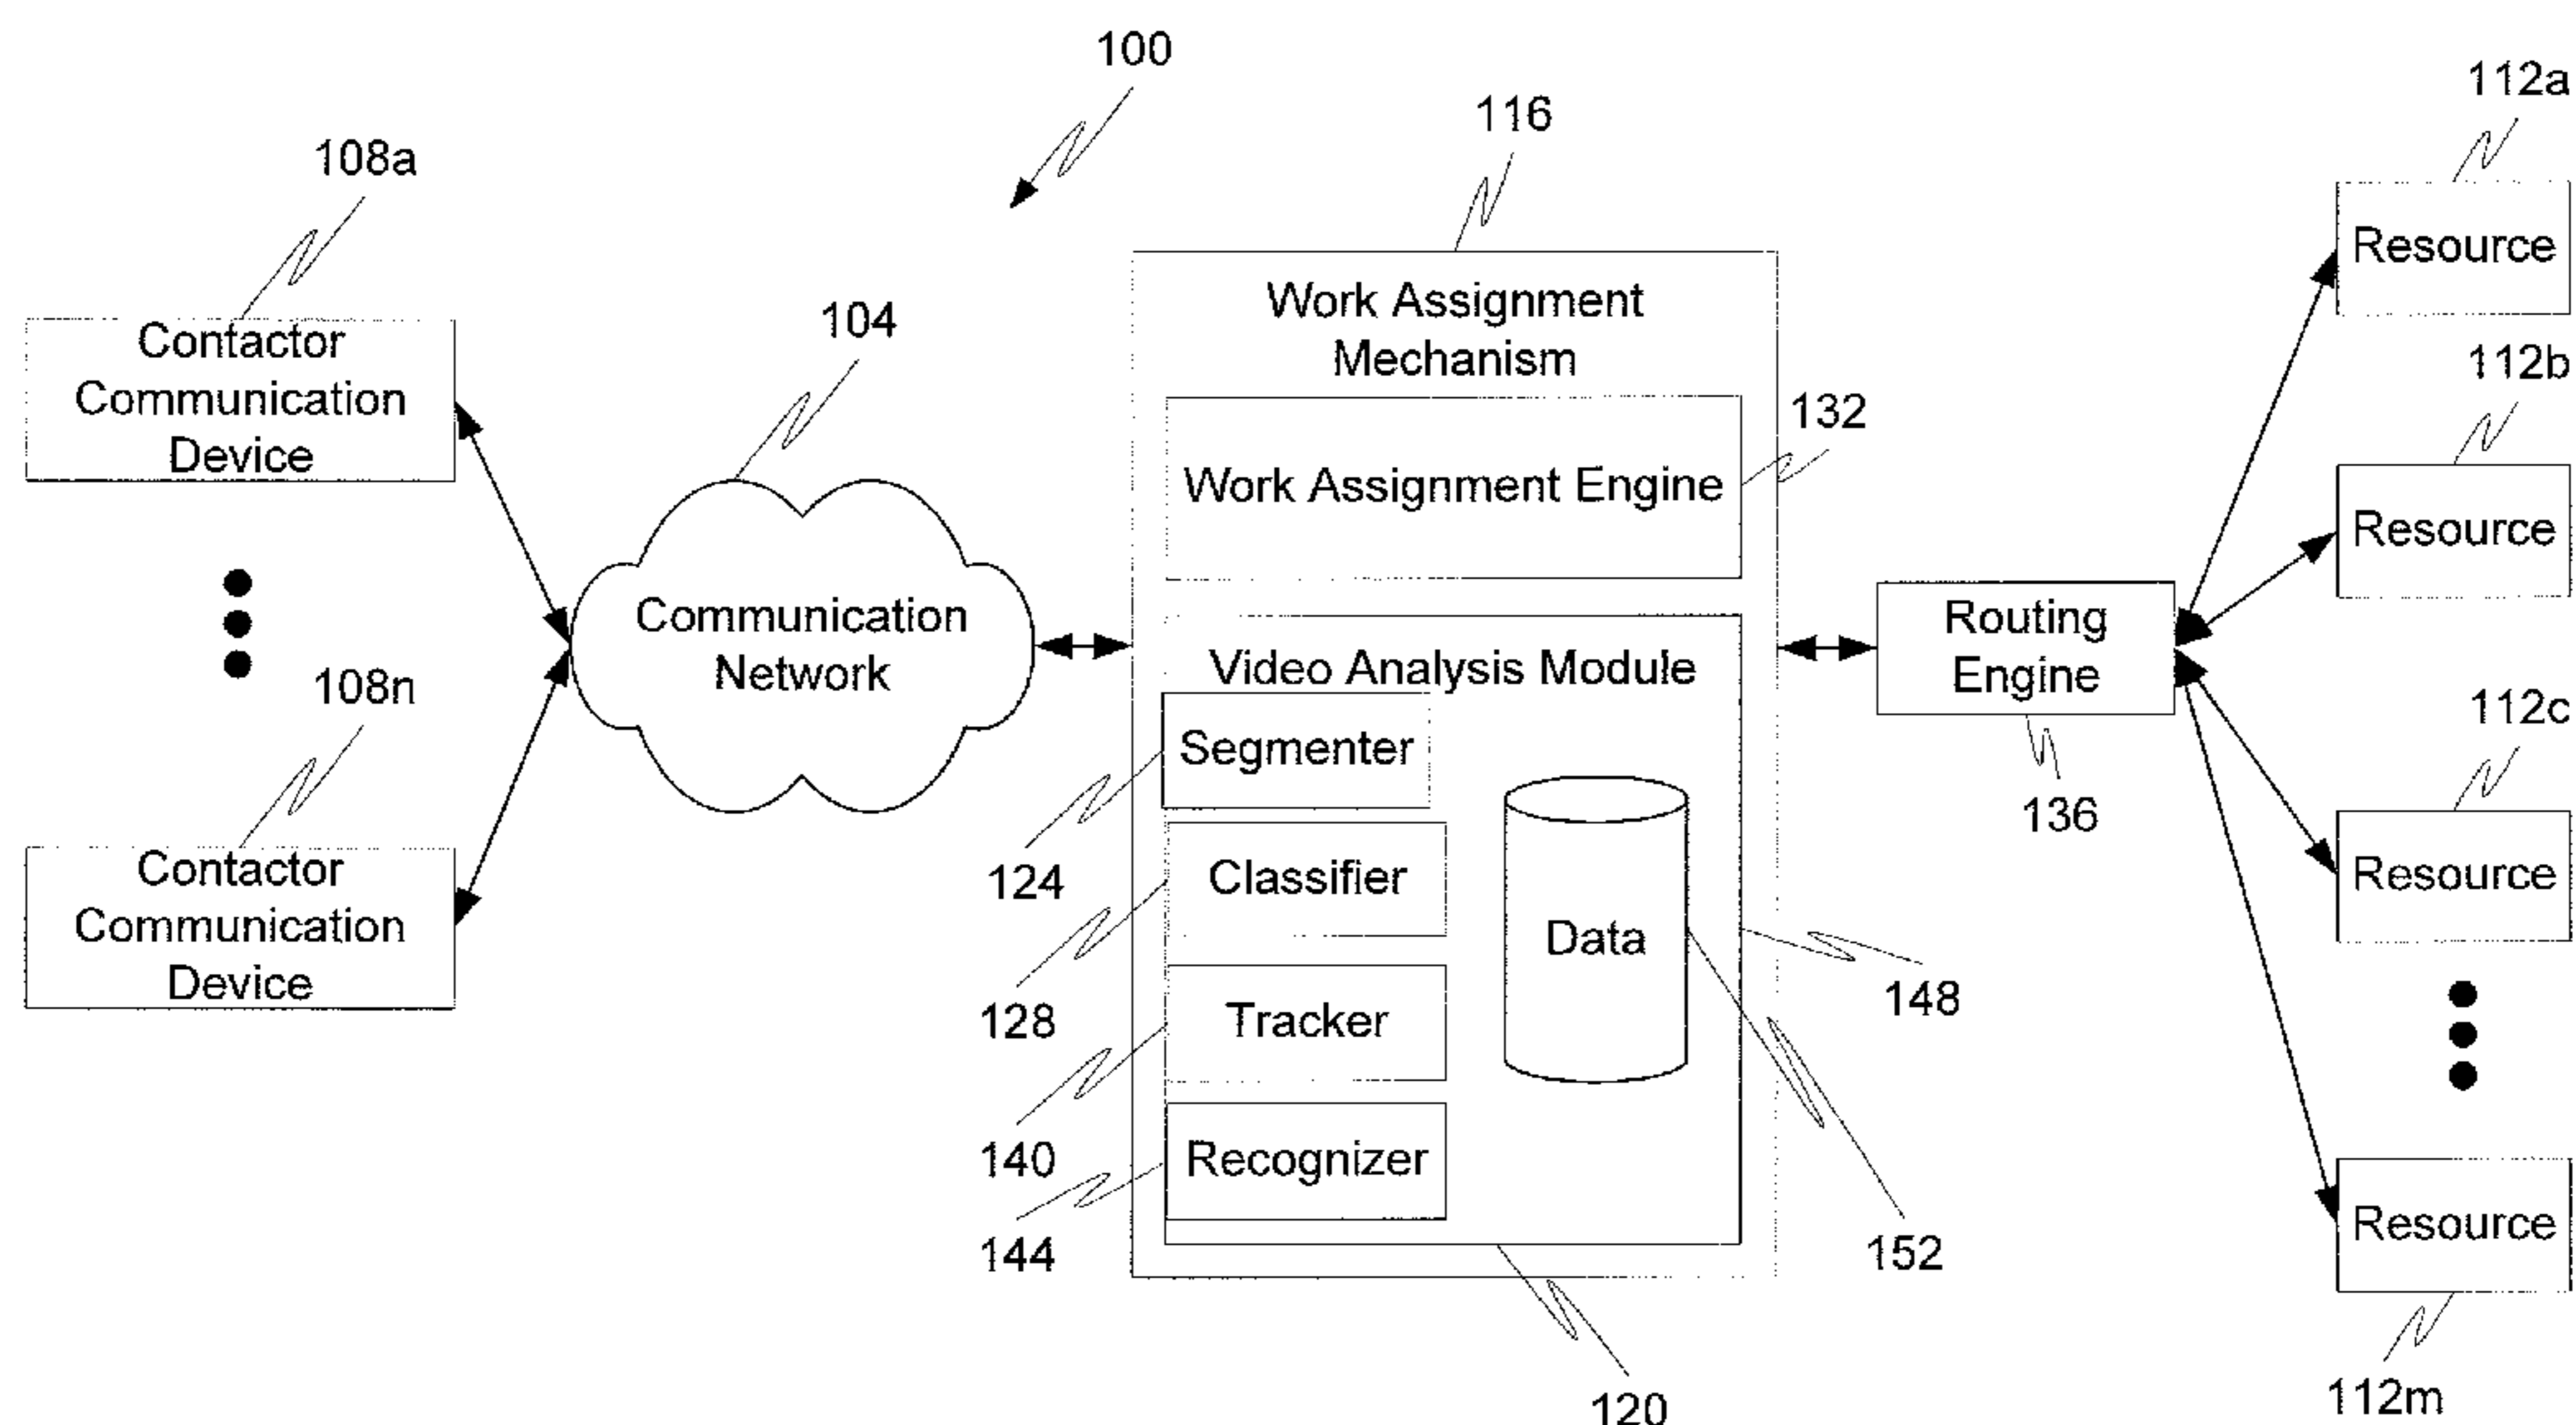 100
112a
116
108a
Resource
Work Assignment
Mechanism
104
Contactor
Communication
Device
112b
132
Work Assignment Engine
Resource
Communication
Network
Routing
Engine
Video Analysis Module
108n
112c
Segmenter
136
124
Classifier
Contactor
Communication
Device
Resource
Data
148
128
Tracker
140
Recognizer
144
152
Resource
120
112m